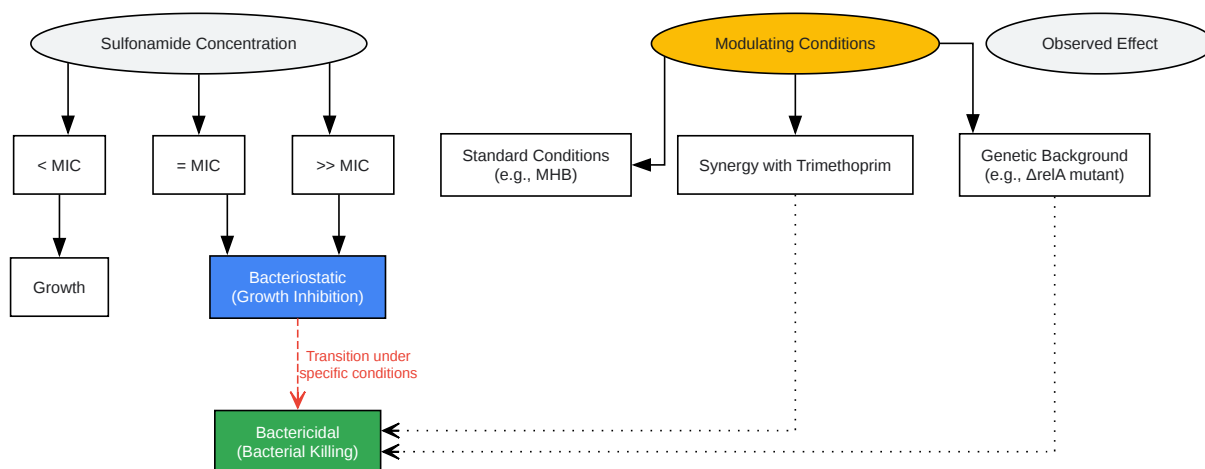 Sulfonamide Concentration
Modulating Conditions
Observed Effect
< MIC
= MIC
>> MIC
Standard Conditions
(e.g., MHB)
Synergy with Trimethoprim
Genetic Background
(e.g., ΔrelA mutant)
Growth
Bacteriostatic
(Growth Inhibition)
Transition under
specific conditions
Bactericidal
(Bacterial Killing)